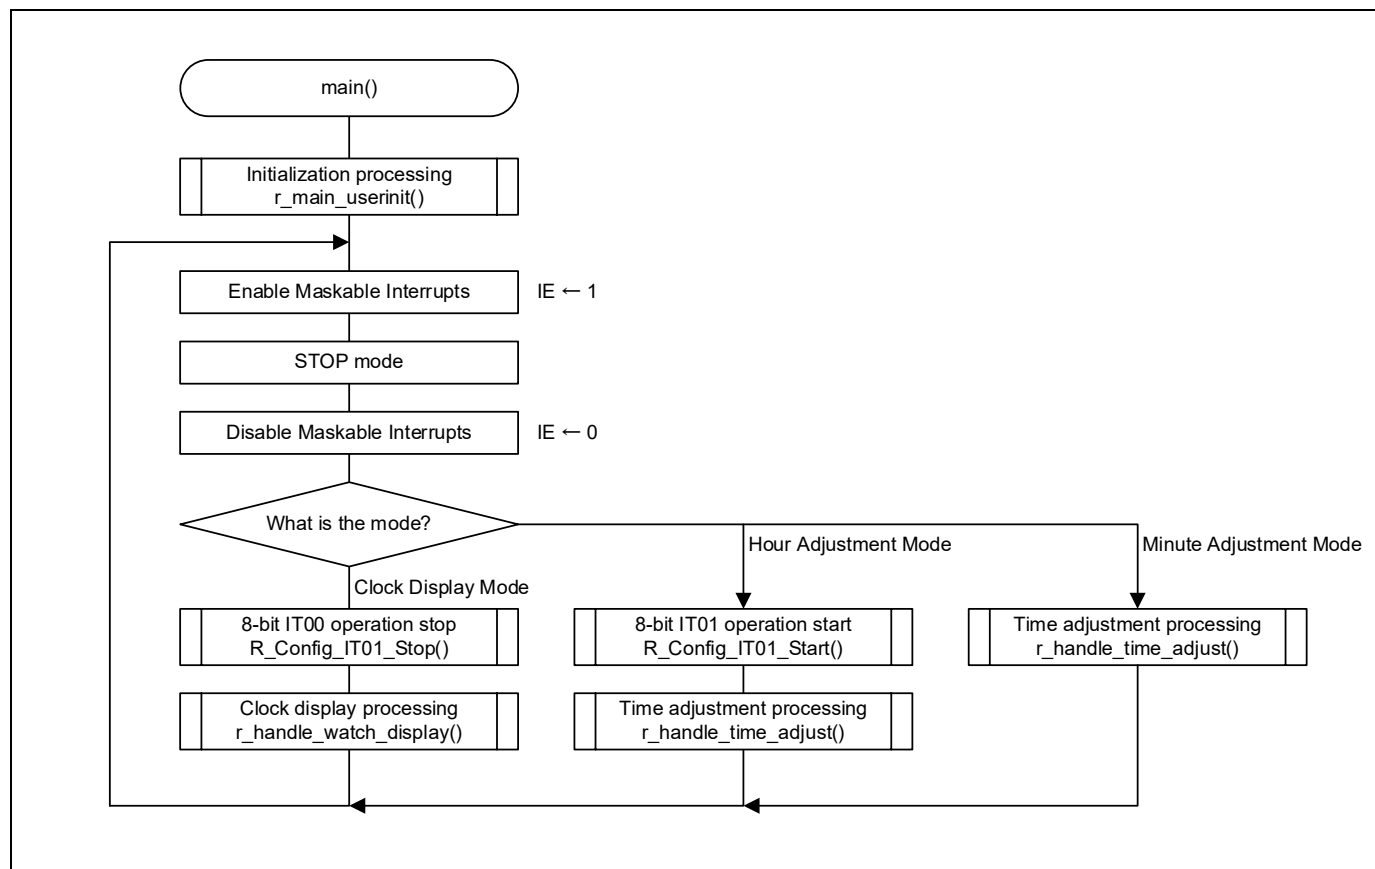 main()
Initialization processing
r_main_userinit()
Enable Maskable Interrupts
IE ← 1
STOP mode
Disable Maskable Interrupts
IE ← 0
What is the mode?
Hour Adjustment Mode
Minute Adjustment Mode
Clock Display Mode
8-bit IT00 operation stop
R_Config_IT01_Stop()
8-bit IT01 operation start
R_Config_IT01_Start()
Time adjustment processing
r_handle_time_adjust()
Clock display processing
r_handle_watch_display()
Time adjustment processing
r_handle_time_adjust()